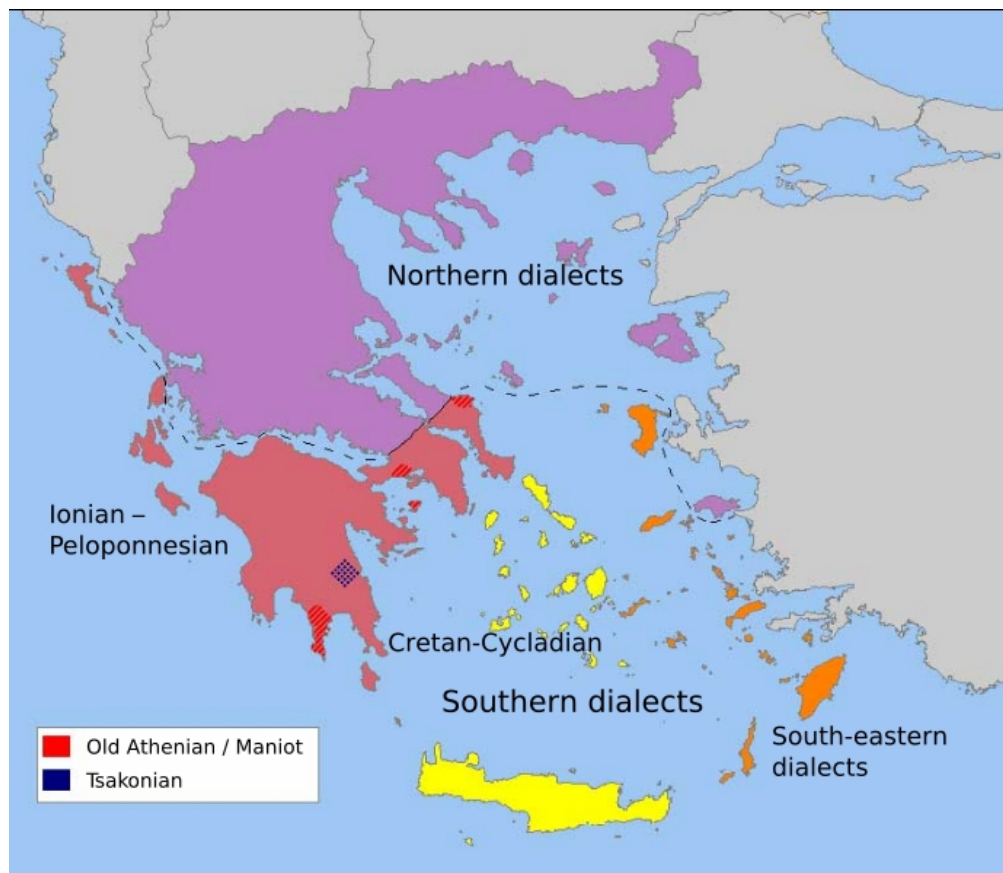 Northern dialects
Ionian –
Peloponnesian
Cretan-Cycladian
Southern dialects
South-eastern
dialects
Old Athenian / Maniot
Tsakonian